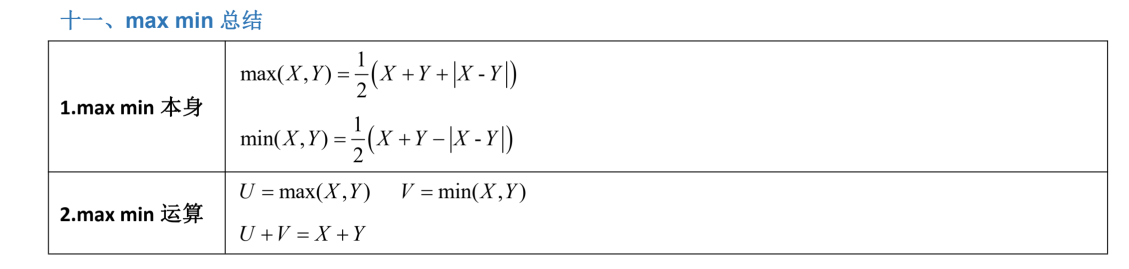 十一、max min 总结
1.max min 本身
max(X,Y) = 1/2 (X + Y + |X - Y|)
min(X,Y) = 1/2 (X + Y − |X - Y|)
2.max min 运算
U = max(X,Y) V = min(X,Y)
U + V = X + Y